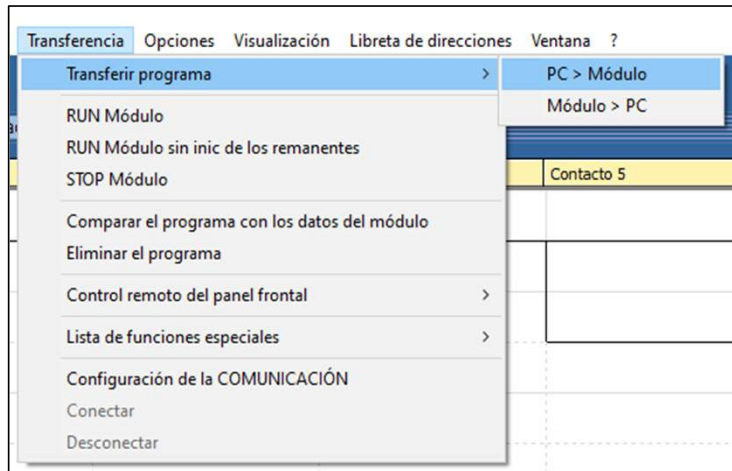 Transferencia Opciones Visualización Libreta de direcciones Ventana ?
Transferir programa >
PC > Módulo
Módulo > PC
RUN Módulo
RUN Módulo sin inic de los remanentes
STOP Módulo
Contacto 5
Comparar el programa con los datos del módulo
Eliminar el programa
Control remoto del panel frontal >
Lista de funciones especiales >
Configuración de la COMUNICACIÓN
Conectar
Desconectar